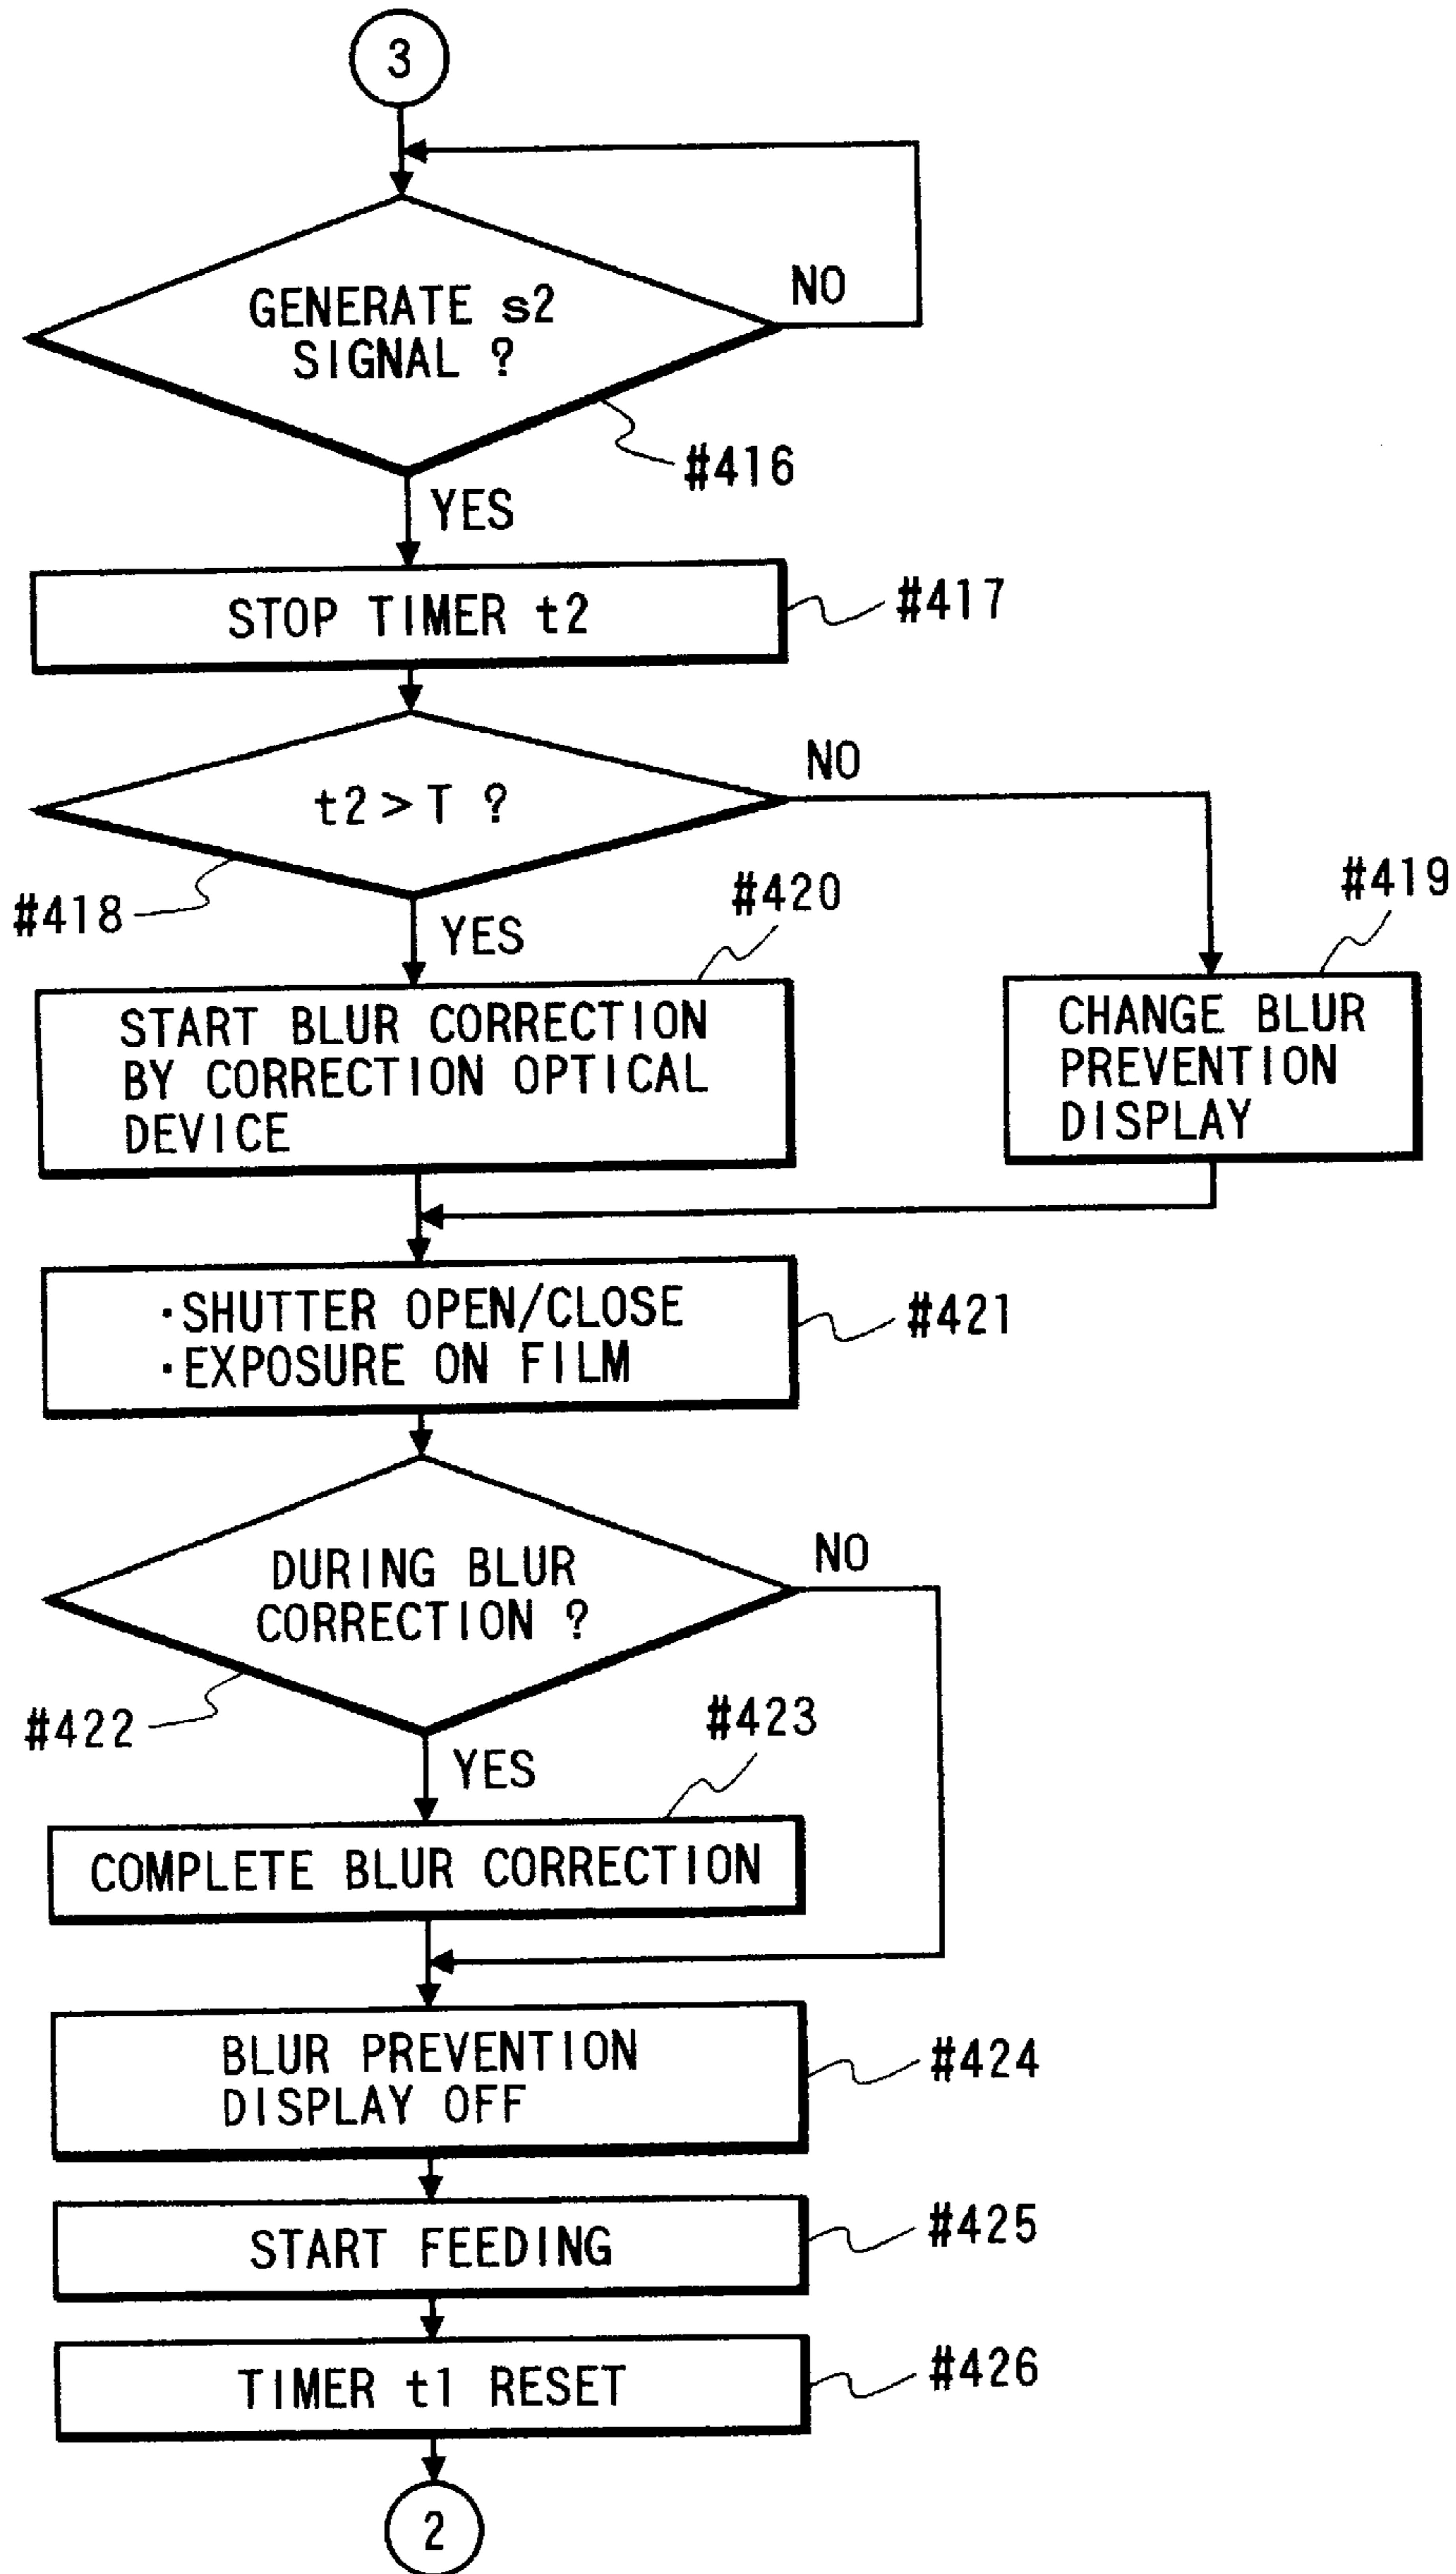 3
GENERATE s2
SIGNAL ?
NO
#416
YES
STOP TIMER t2
#417
t2>T ?
NO
#418
YES
#420
#419
START BLUR CORRECTION
BY CORRECTION OPTICAL
DEVICE
CHANGE BLUR
PREVENTION
DISPLAY
·SHUTTER OPEN/CLOSE
·EXPOSURE ON FILM
#421
DURING BLUR
CORRECTION ?
NO
#422
YES
#423
COMPLETE BLUR CORRECTION
BLUR PREVENTION
DISPLAY OFF
#424
START FEEDING
#425
TIMER t1 RESET
#426
2